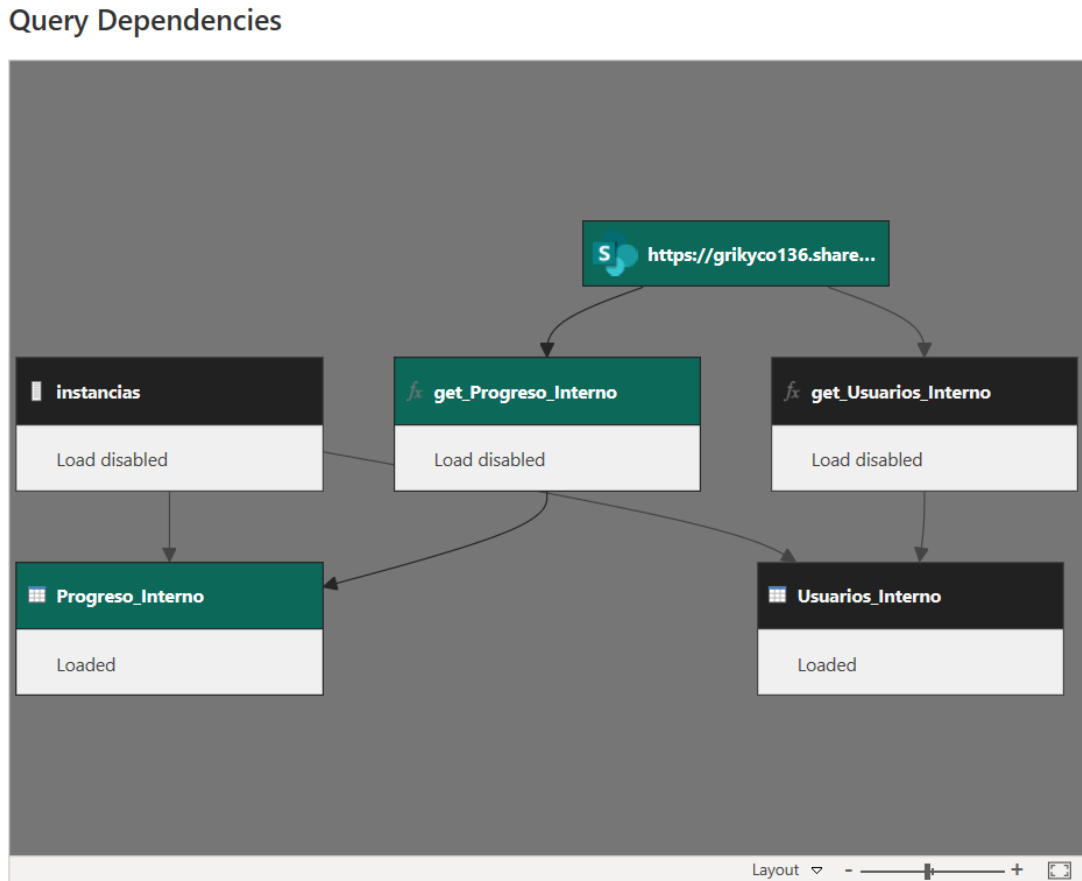 Query Dependencies
https://grikyco136.share...
instancias
Load disabled
get_Progreso_Interno
Load disabled
get_Usuarios_Interno
Load disabled
Progreso_Interno
Loaded
Usuarios_Interno
Loaded
Layout